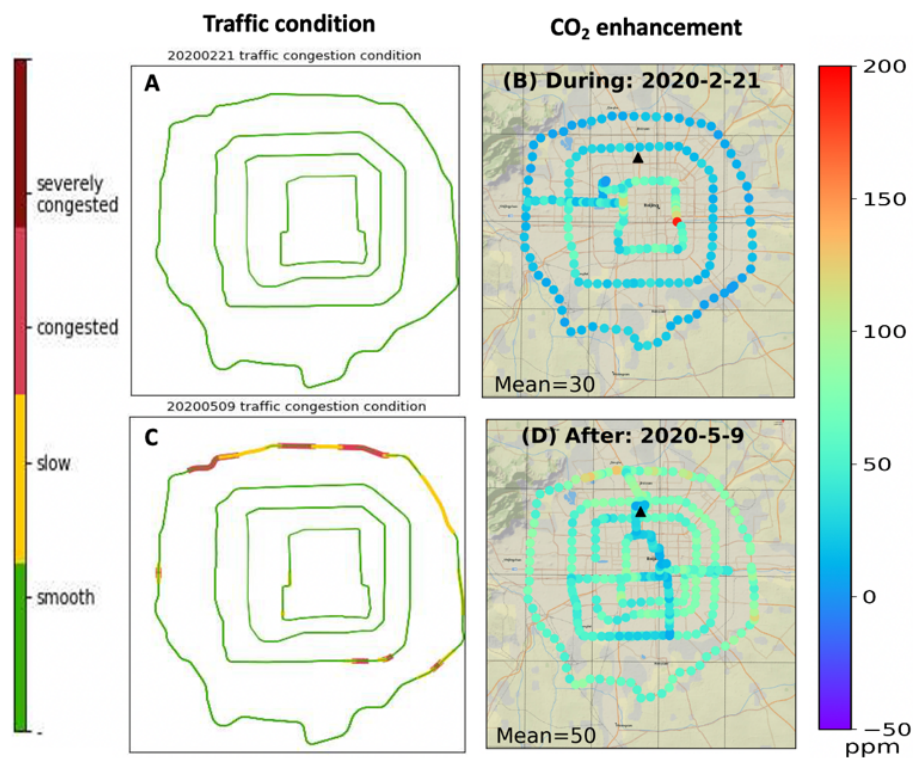 Traffic condition
CO₂ enhancement
20200221 traffic congestion condition
A
(B) During: 2020-2-21
Mean=30
severely
congested
congested
slow
smooth
-
20200509 traffic congestion condition
C
(D) After: 2020-5-9
Mean=50
200
150
100
50
0
−50
ppm